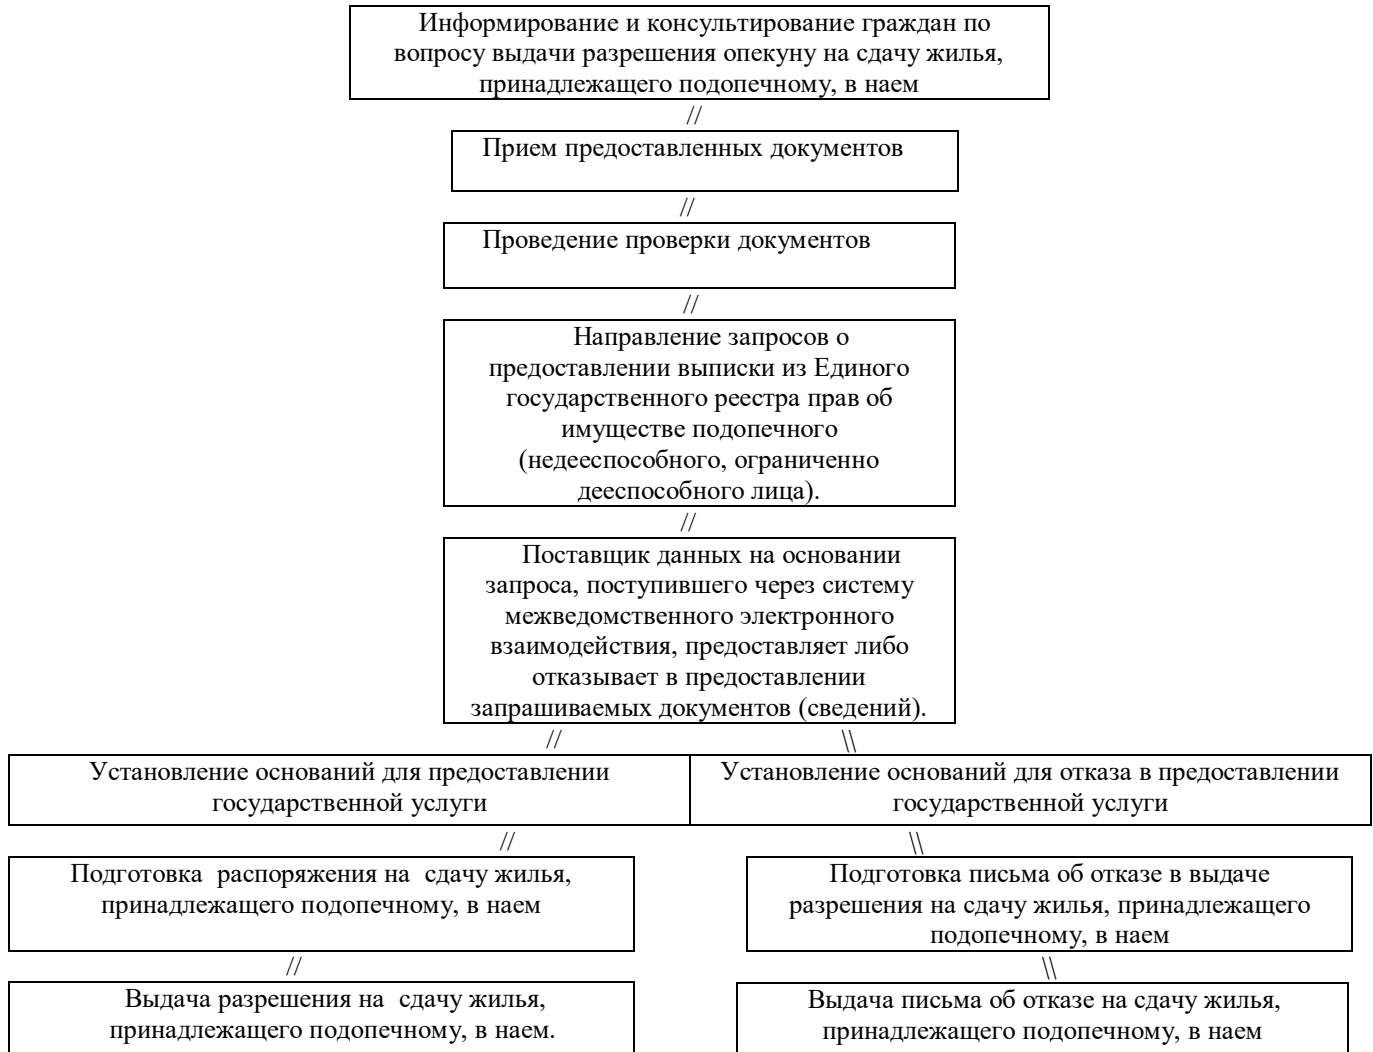 Информирование и консультирование граждан по
вопросу выдачи разрешения опекуну на сдачу жилья,
принадлежащего подопечному, в наем
//
Прием предоставленных документов
//
Проведение проверки документов
//
Направление запросов о
предоставлении выписки из Единого
государственного реестра прав об
имуществе подопечного
(недееспособного, ограниченно
дееспособного лица).
//
Поставщик данных на основании
запроса, поступившего через систему
межведомственного электронного
взаимодействия, предоставляет либо
отказывает в предоставлении
запрашиваемых документов (сведений).
// \\
Установление оснований для предоставлении
государственной услуги
Установление оснований для отказа в предоставлении
государственной услуги
// \\
Подготовка распоряжения на сдачу жилья,
принадлежащего подопечному, в наем
Подготовка письма об отказе в выдаче
разрешения на сдачу жилья, принадлежащего
подопечному, в наем
// \\
Выдача разрешения на сдачу жилья,
принадлежащего подопечному, в наем.
Выдача письма об отказе на сдачу жилья,
принадлежащего подопечному, в наем